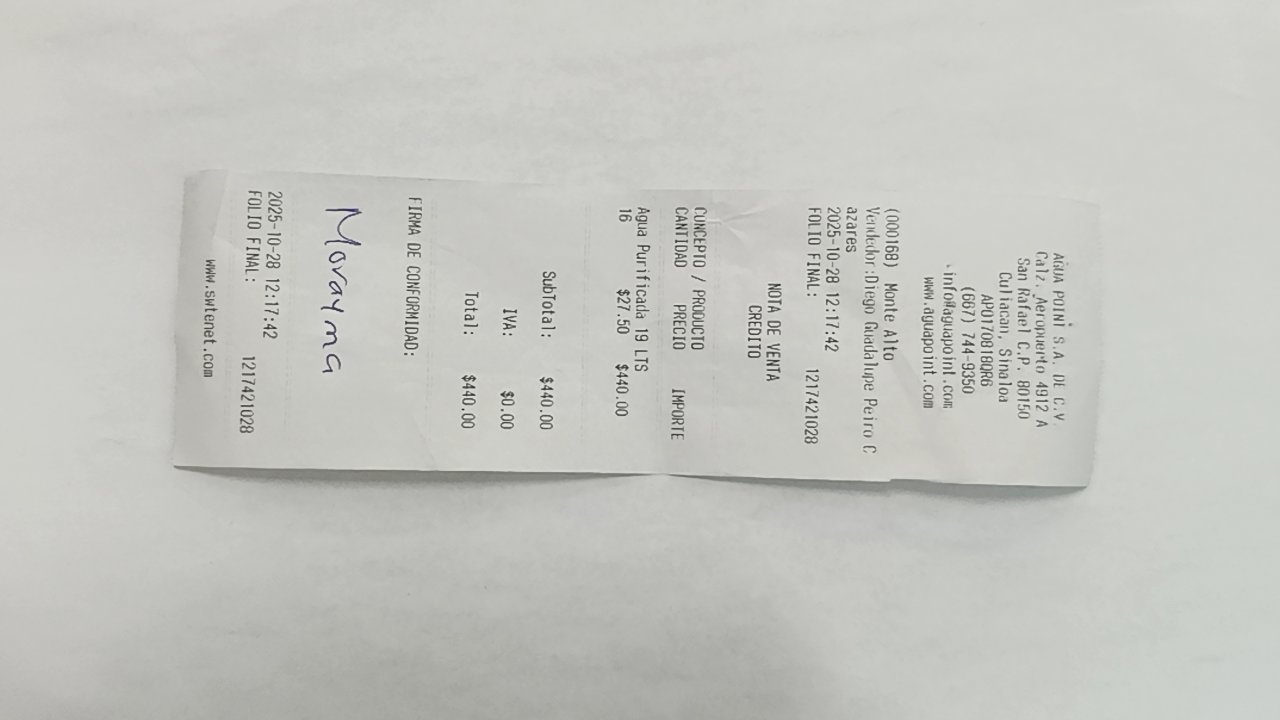 AGUA POINT S.A. DE C.V.
Calz. Aeropuerto 4912 A
San Rafael C.P. 80150
Culiacan, Sinaloa
APO170818QR6
(667) 744-9350
info@aguapoint.com
www.aguapoint.com
(000168) Monte Alto
Vendedor:Diego Guadalupe Peiro C
azares
2025-10-28 12:17:42
FOLIO FINAL: 1217421028
NOTA DE VENTA
CREDITO
CONCEPTO / PRODUCTO
CANTIDAD PRECIO IMPORTE
Agua Purificada 19 LTS
16 $27.50 $440.00
SubTotal: $440.00
IVA: $0.00
Total: $440.00
FIRMA DE CONFORMIDAD:
Morayma
2025-10-28 12:17:42
FOLIO FINAL: 1217421028
www.swtenet.com